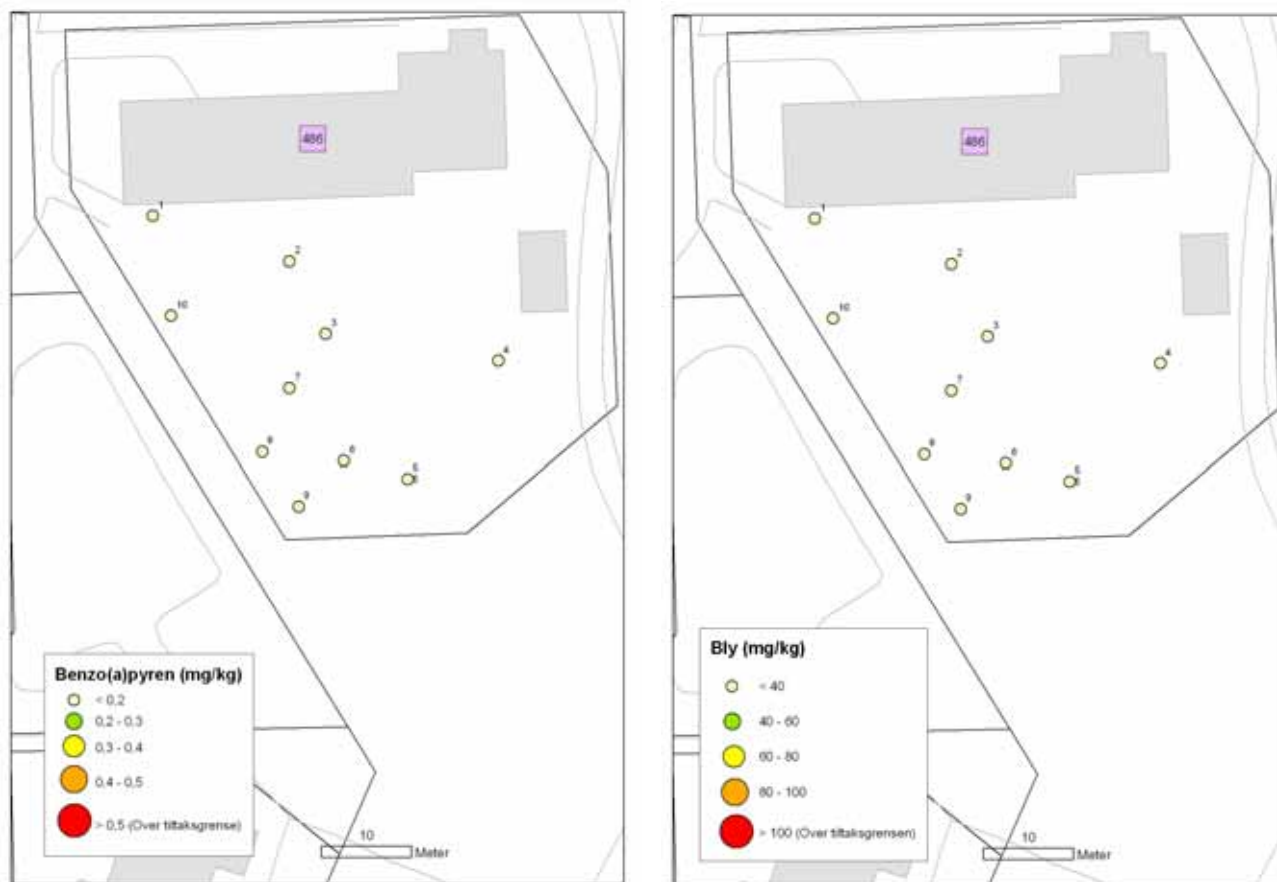 486
1
2
10
3
4
7
8
6
5
9
Benzo(a)pyren (mg/kg)
< 0,2
0,2 - 0,3
0,3 - 0,4
0,4 - 0,5
> 0,5 (Over tiltaksgrense)
10
Meter
486
1
2
10
3
4
7
8
6
5
9
Bly (mg/kg)
< 40
40 - 60
60 - 80
80 - 100
> 100 (Over tiltaksgrensen)
10
Meter